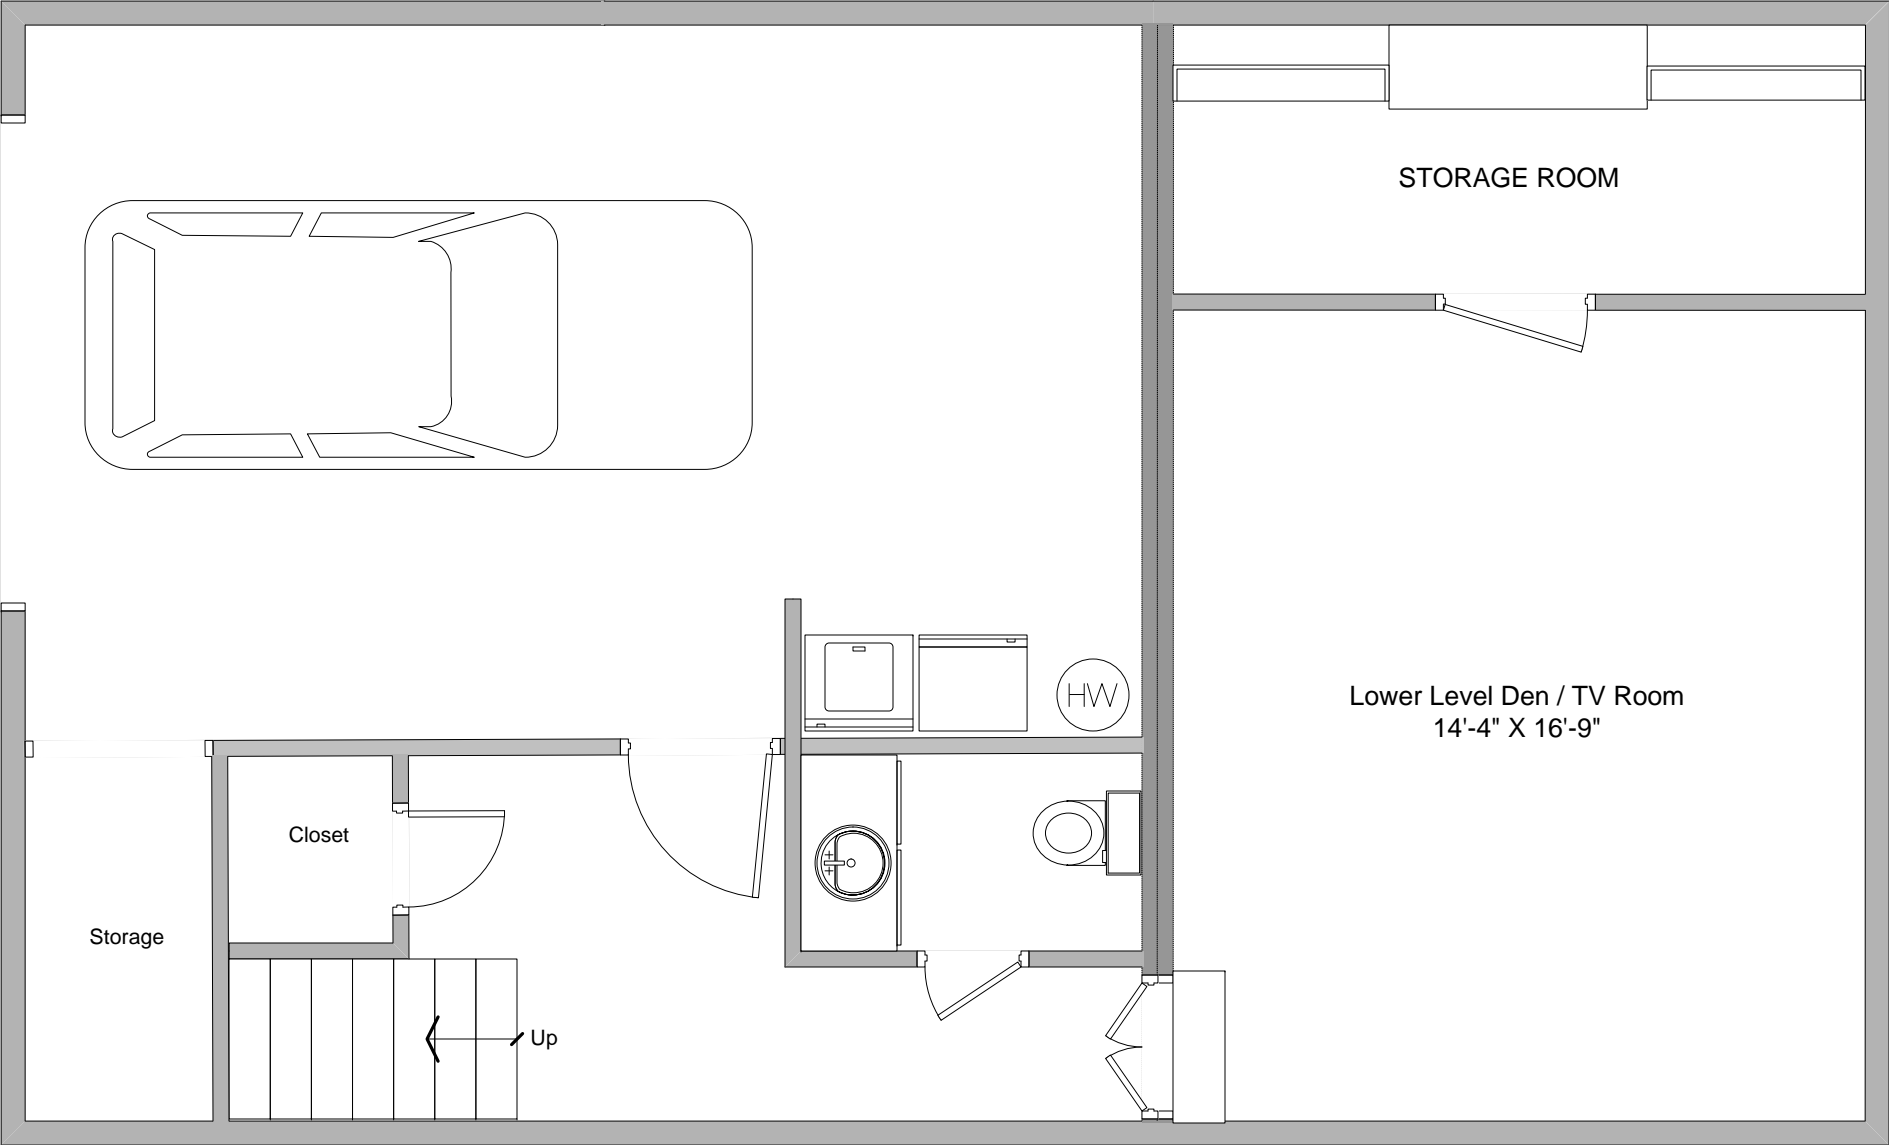 STORAGE ROOM
Lower Level Den / TV Room
14'-4" X 16'-9"
HW
Closet
Storage
Up